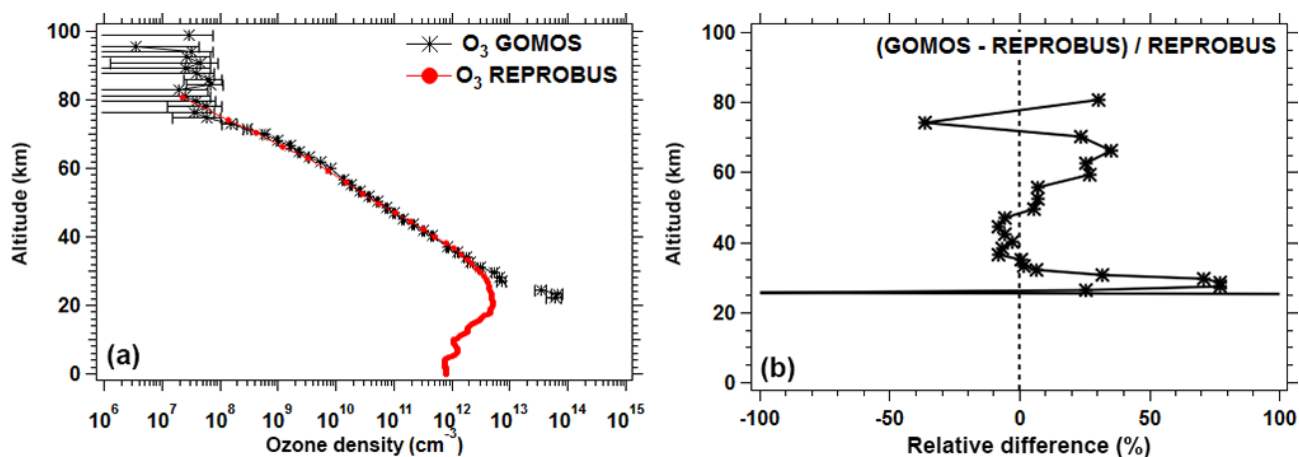 100
80
60
40
20
0
Altitude (km)
O3 GOMOS
O3 REPROBUS
(a)
10^6 10^7 10^8 10^9 10^10 10^11 10^12 10^13 10^14 10^15
Ozone density (cm^-3)
(GOMOS - REPROBUS) / REPROBUS
100
80
60
40
20
0
Altitude (km)
(b)
-100 -50 0 50 100
Relative difference (%)